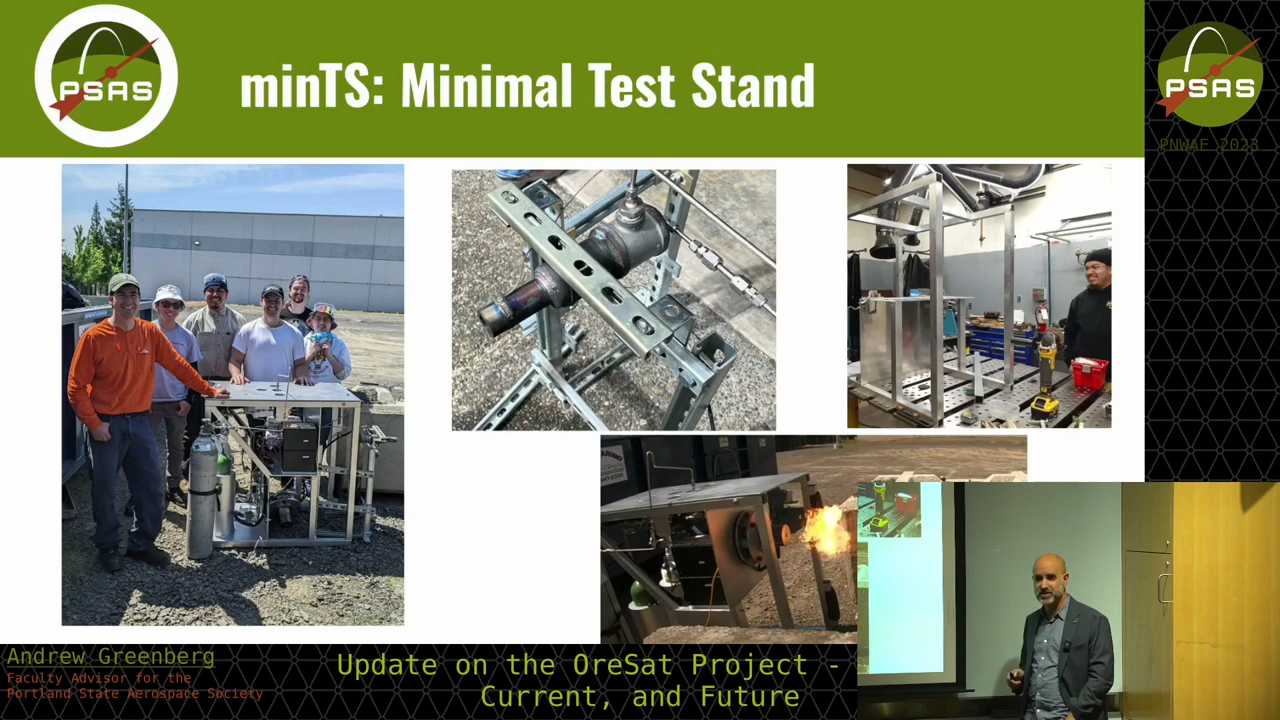 PSAS
minTS: Minimal Test Stand
PSAS
PNWAE 2023
Andrew Greenberg
Faculty Advisor for the
Portland State Aerospace Society
Update on the OreSat Project -
Current, and Future